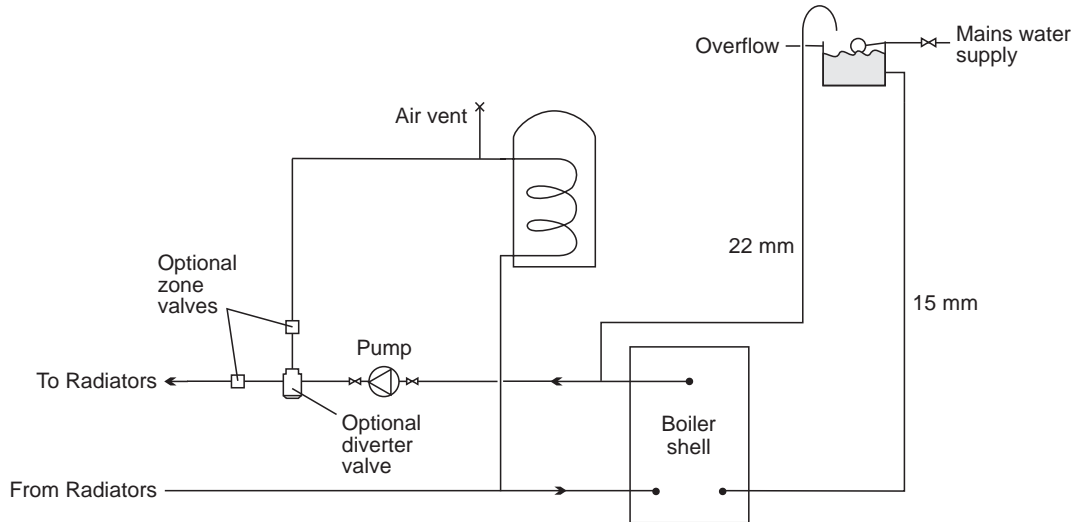 Overflow
Mains water
supply
Air vent
22 mm
Optional
zone
valves
15 mm
Pump
To Radiators
Optional
diverter
valve
Boiler
shell
From Radiators